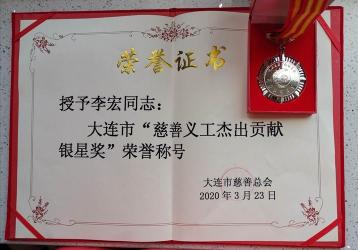 荣誉证书
授予李宏同志：
大连市“慈善义工杰出贡献
银星奖”荣誉称号
大连市慈善总会
2020年3月23日